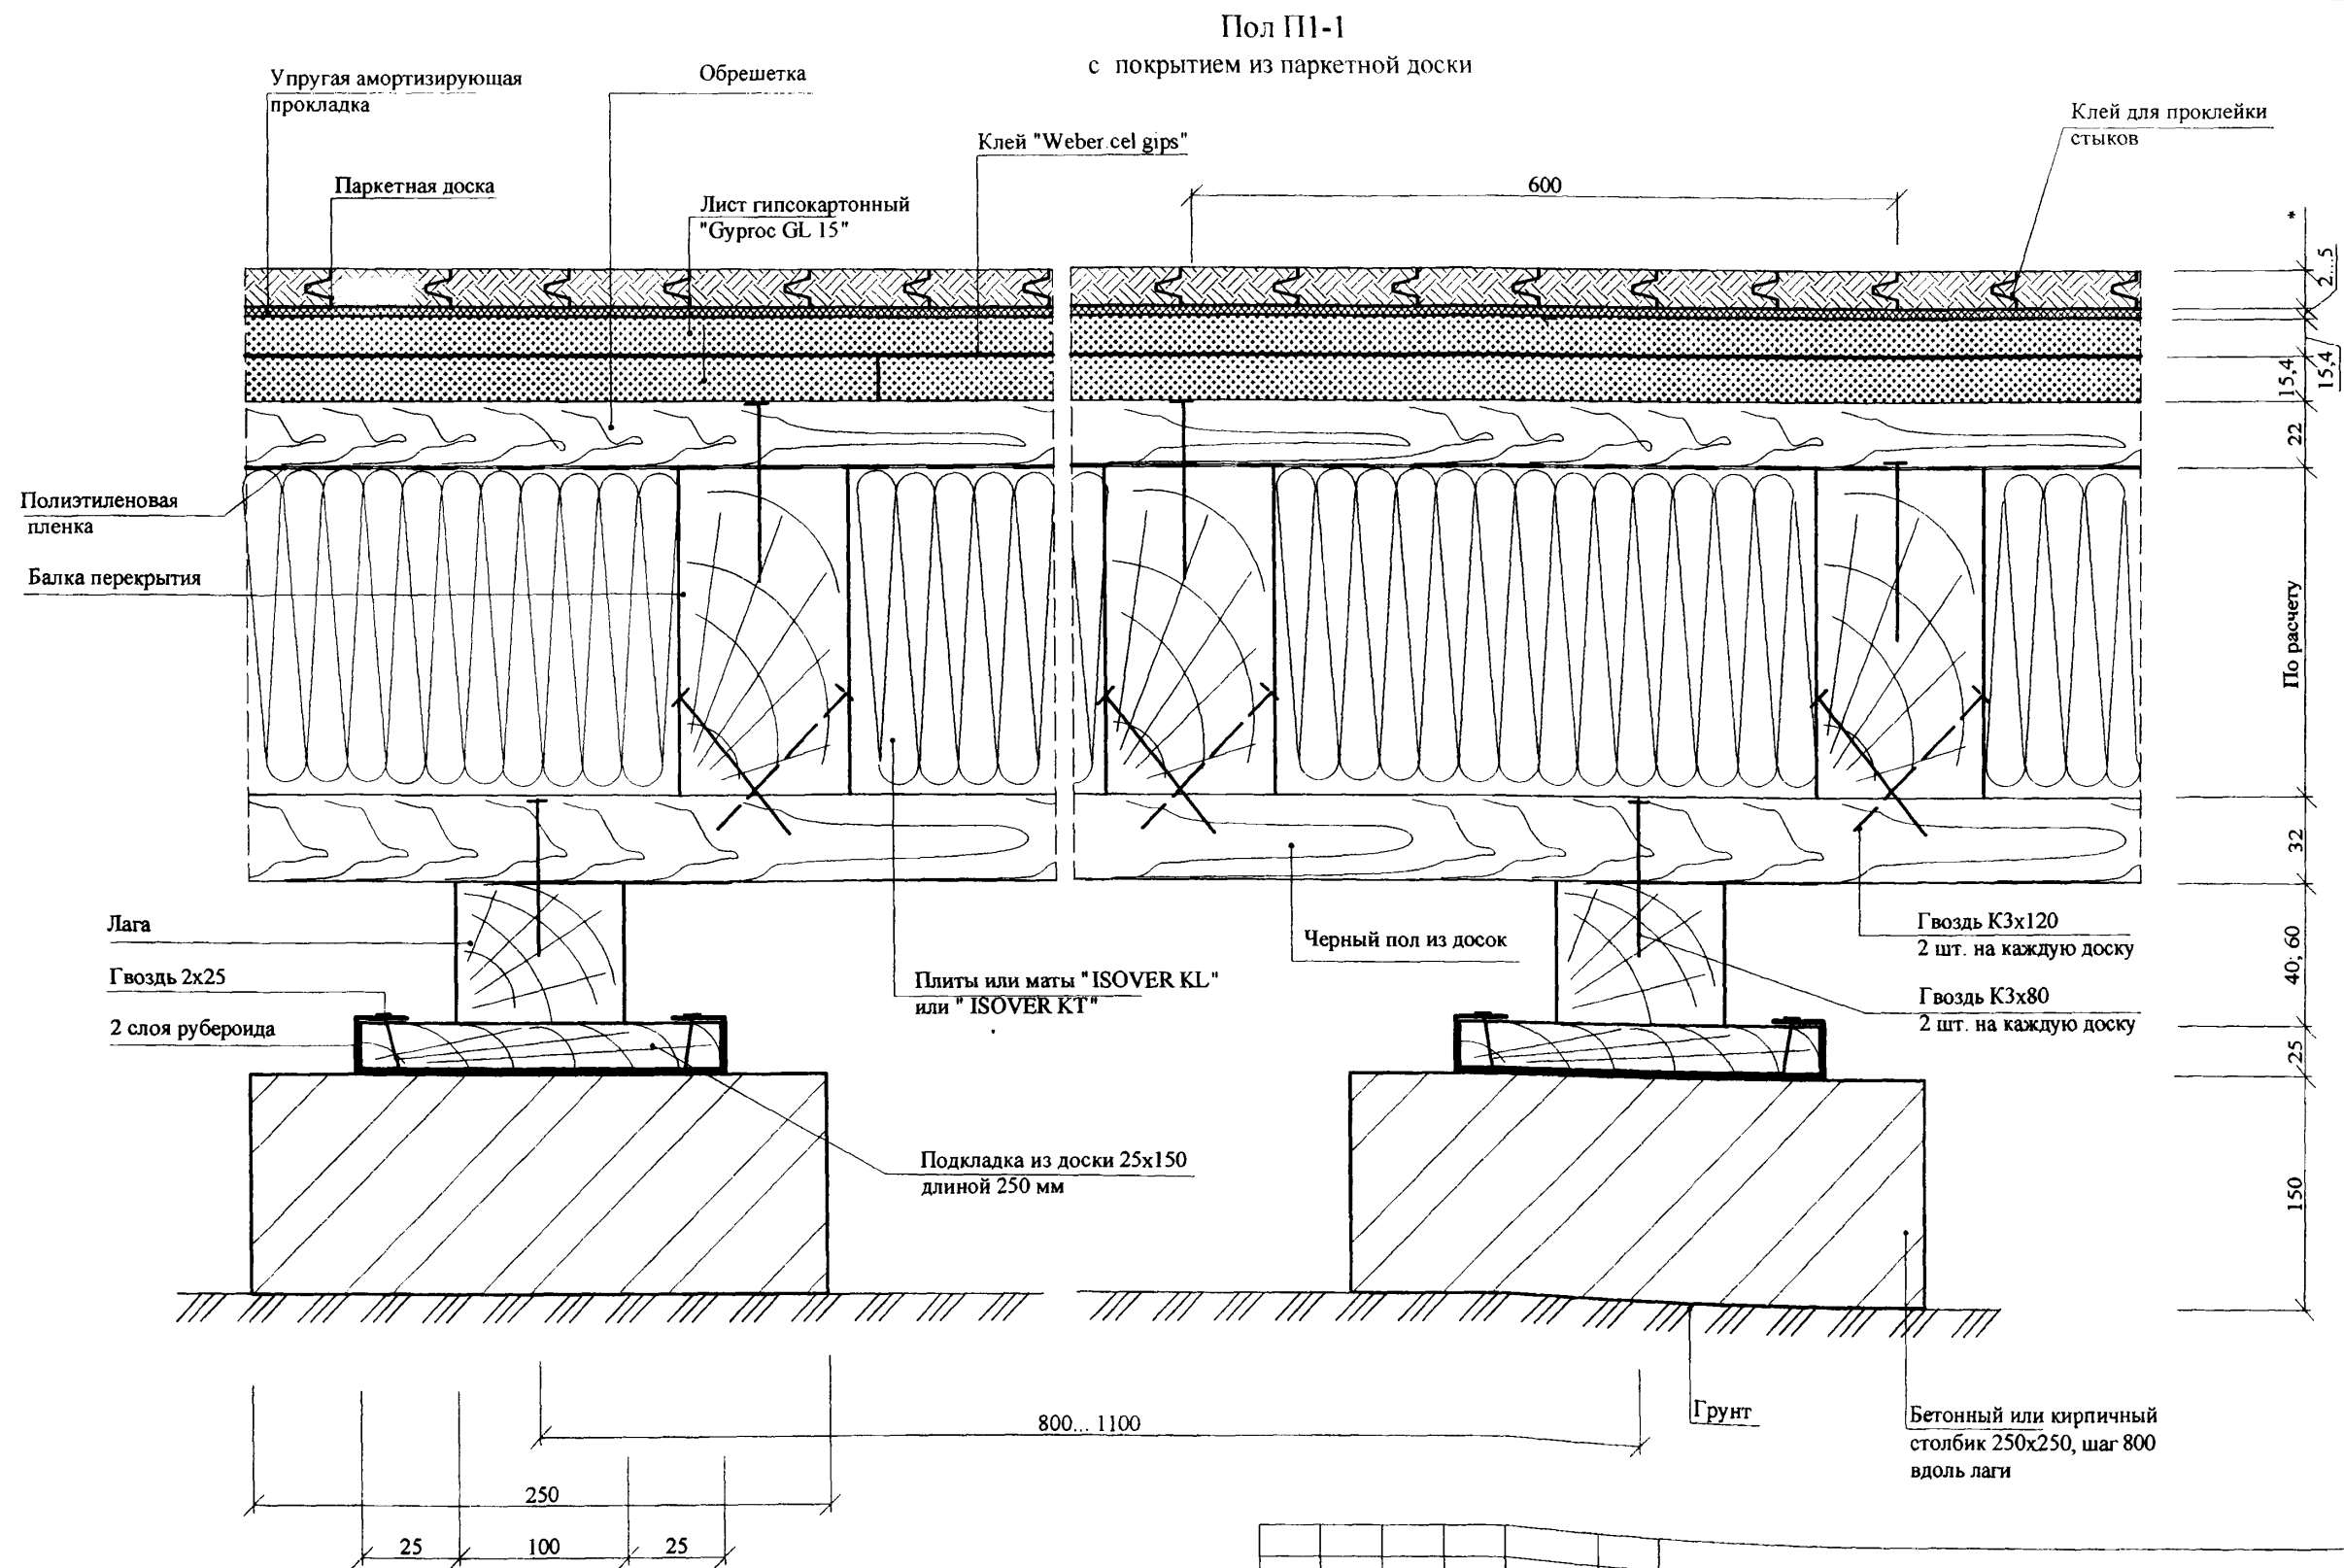 Пол П1-1
с покрытием из паркетной доски
Упругая амортизирующая
прокладка
Обрешетка
Клей для проклейки
стыков
Клей "Weber.cel gips"
Паркетная доска
Лист гипсокартонный
"Gyproc GL 15"
600
*
2...5
15,4
15,4
22
Полиэтиленовая
пленка
Балка перекрытия
По расчету
32
Лага
Гвоздь 2х25
2 слоя рубероида
Черный пол из досок
Плиты или маты "ISOVER KL"
или " ISOVER KT"
Гвоздь К3х120
2 шт. на каждую доску
Гвоздь К3х80
2 шт. на каждую доску
40; 60
25
Подкладка из доски 25х150
длиной 250 мм
150
Грунт
Бетонный или кирпичный
столбик 250х250, шаг 800
вдоль лаги
800... 1100
250
25
100
25